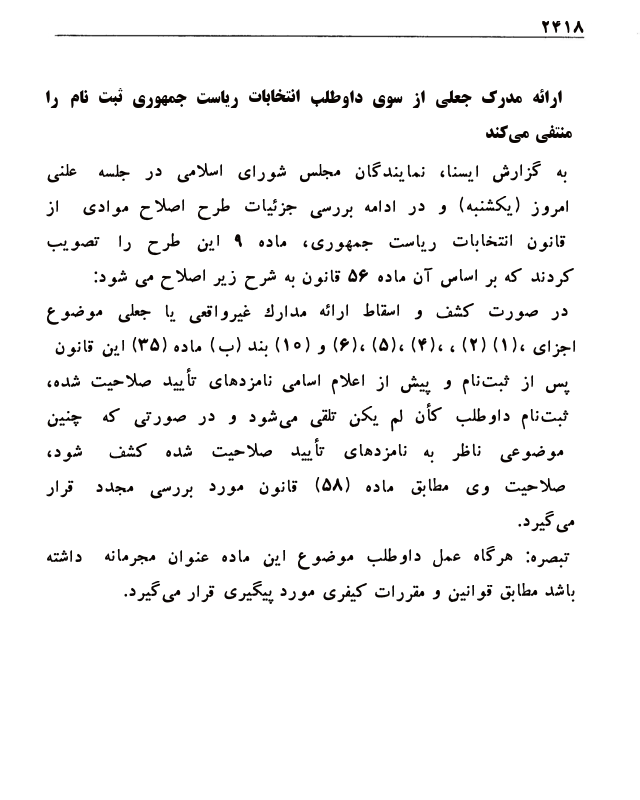 ۲۴۱۸
ارائه مدرک جعلی از سوی داوطلب انتخابات ریاست جمهوری ثبت نام را
منتفی می‌کند
به گزارش ایسنا، نمایندگان مجلس شورای اسلامی در جلسه علنی
امروز (یکشنبه) و در ادامه بررسی جزئیات طرح اصلاح موادی از
قانون انتخابات ریاست جمهوری، ماده ۹ این طرح را تصویب
کردند که بر اساس آن ماده ۵۶ قانون به شرح زیر اصلاح می شود:
در صورت کشف و اسقاط ارائه مدارك غیرواقعی یا جعلی موضوع
اجزای ،(۱) (۲) ، ،(۴) ،(۵) ،(۶) و (۱۰) بند (ب) ماده (۳۵) این قانون
پس از ثبت‌نام و پیش از اعلام اسامی نامزدهای تأیید صلاحیت شده،
ثبت‌نام داوطلب کأن لم یکن تلقی می‌شود و در صورتی که چنین
موضوعی ناظر به نامزدهای تأیید صلاحیت شده کشف شود،
صلاحیت وی مطابق ماده (۵۸) قانون مورد بررسی مجدد قرار
می‌گیرد.
تبصره: هرگاه عمل داوطلب موضوع این ماده عنوان مجرمانه داشته
باشد مطابق قوانین و مقررات کیفری مورد پیگیری قرار می‌گیرد.